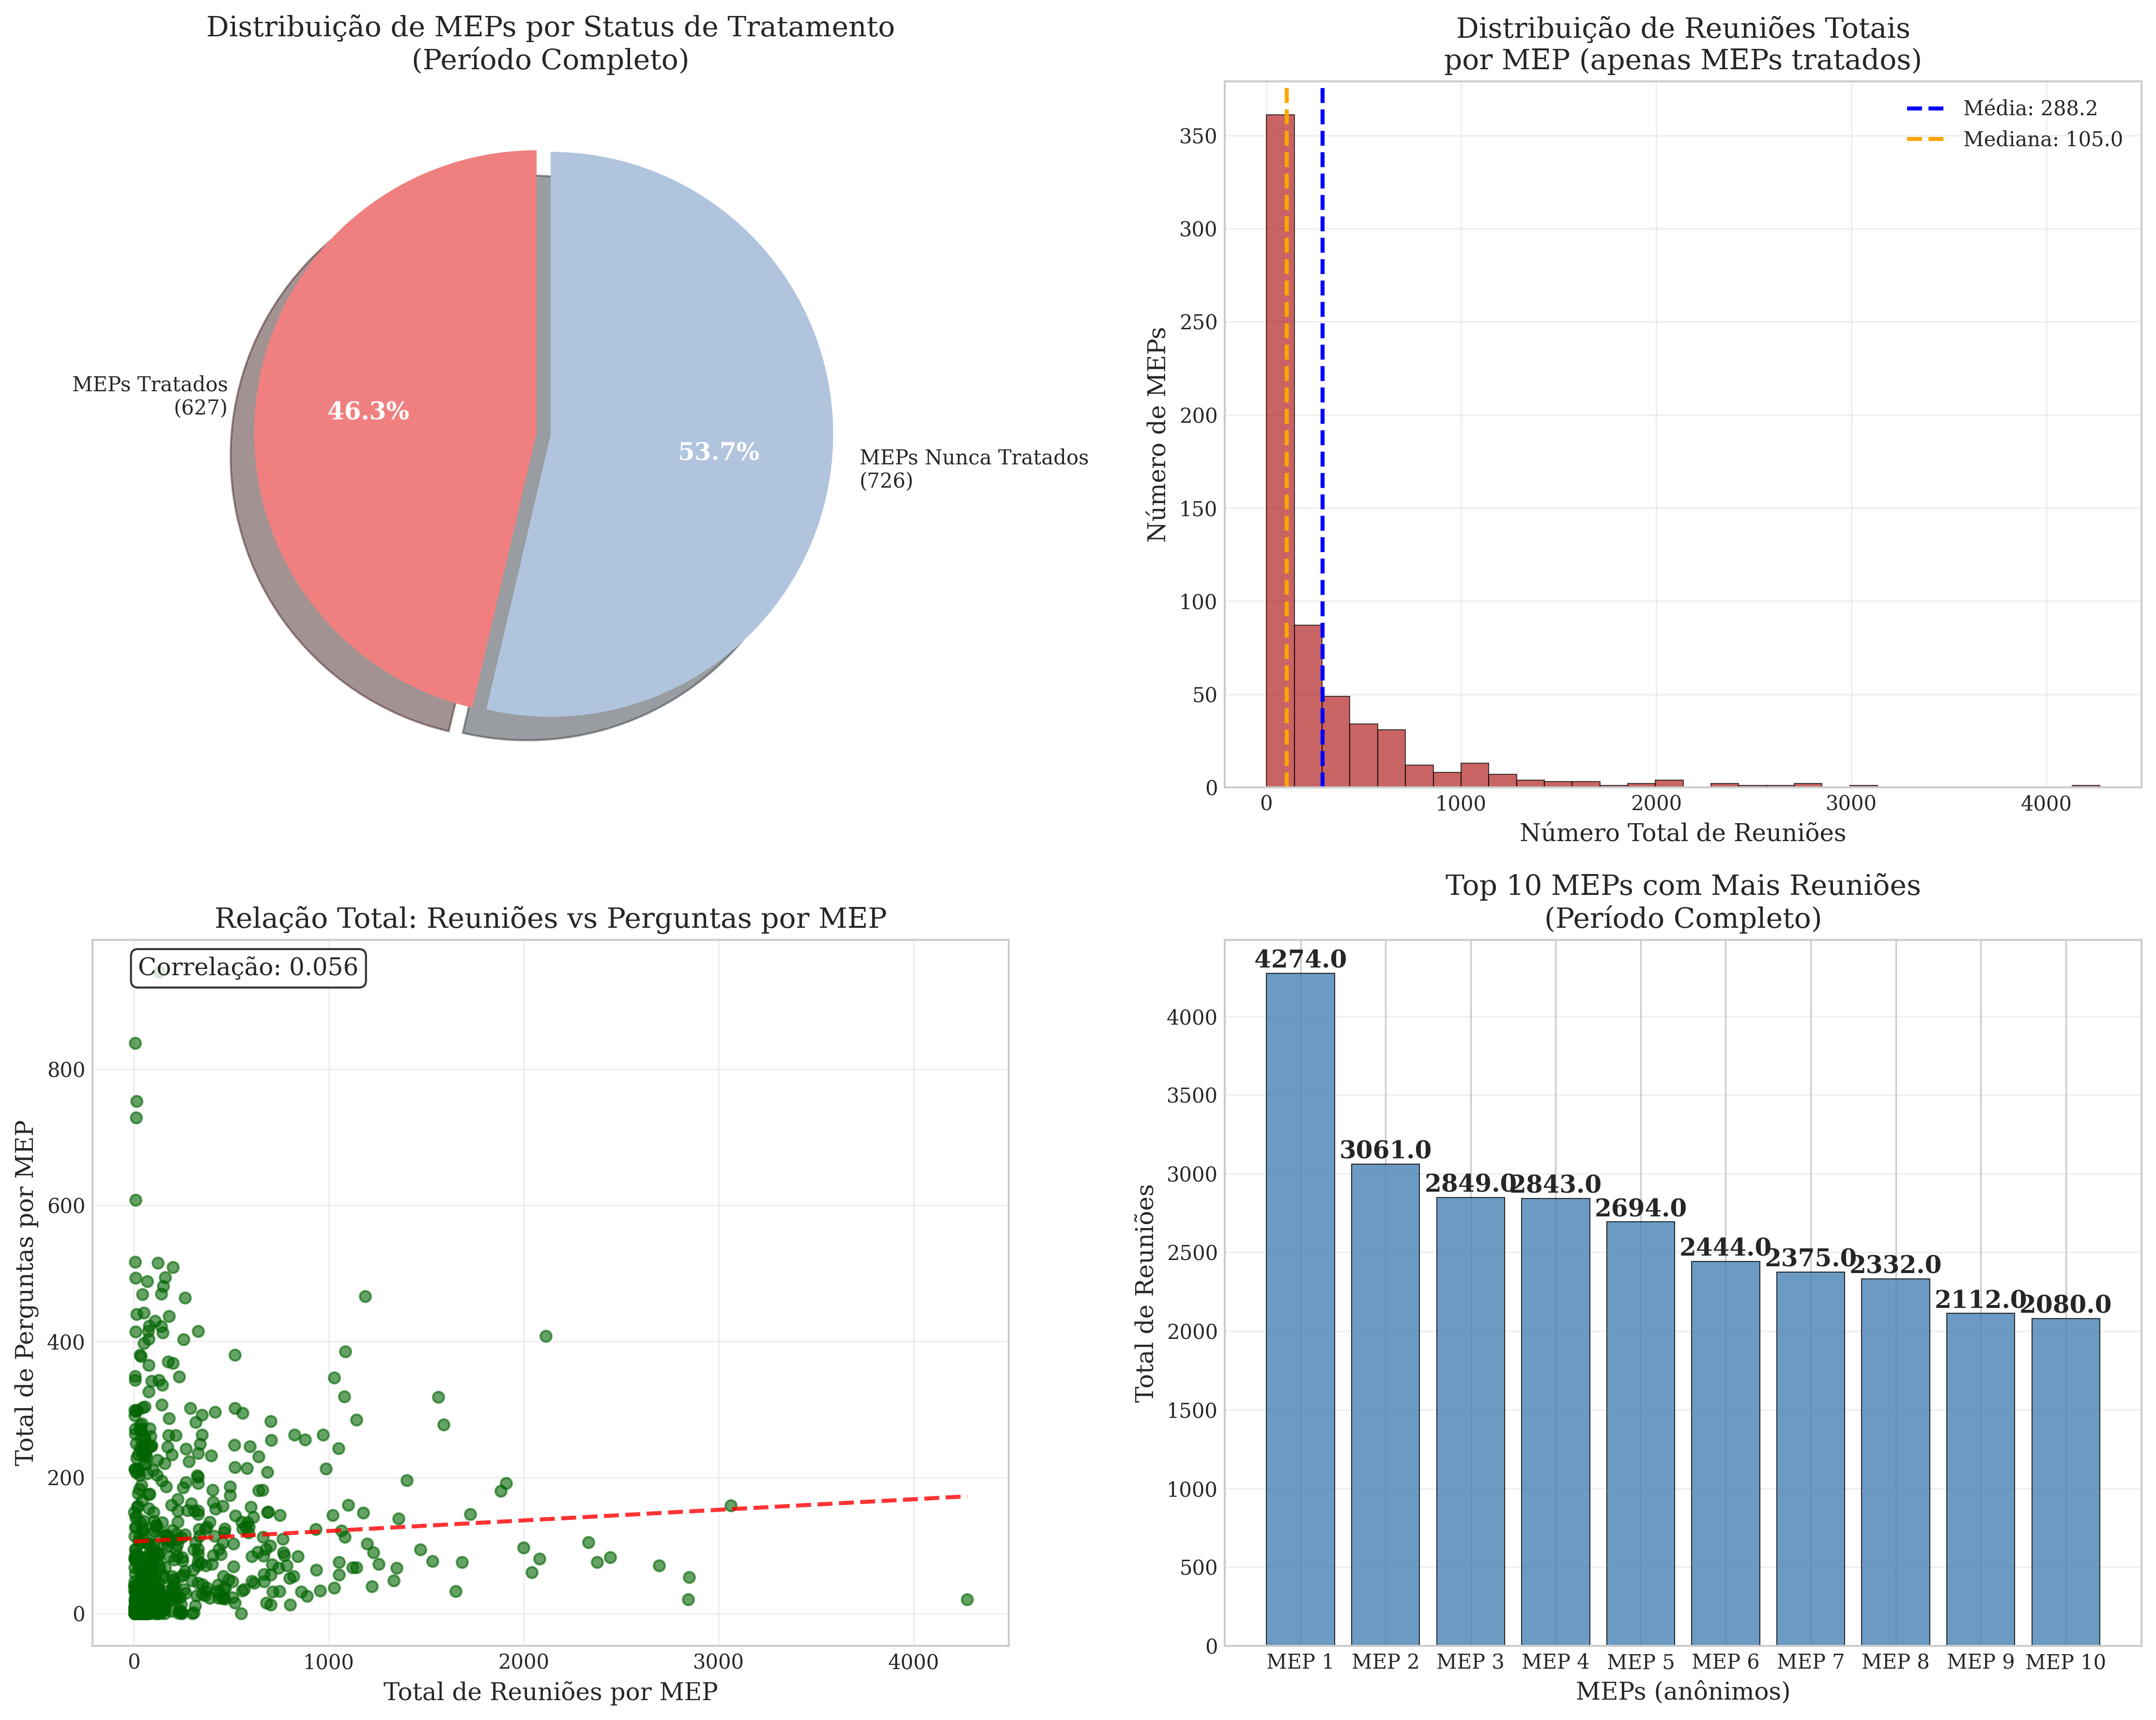 Distribuição de MEPs por Status de Tratamento
(Período Completo)
MEPs Tratados
(627)
46.3%
53.7%
MEPs Nunca Tratados
(726)
Distribuição de Reuniões Totais
por MEP (apenas MEPs tratados)
Média: 288.2
Mediana: 105.0
Número de MEPs
350
300
250
200
150
100
50
0
0 1000 2000 3000 4000
Número Total de Reuniões
Relação Total: Reuniões vs Perguntas por MEP
Correlação: 0.056
Total de Perguntas por MEP
800
600
400
200
0
0 1000 2000 3000 4000
Total de Reuniões por MEP
Top 10 MEPs com Mais Reuniões
(Período Completo)
Total de Reuniões
4000
3500
3000
2500
2000
1500
1000
500
0
4274.0
3061.0
2849.0
2843.0
2694.0
2444.0
2375.0
2332.0
2112.0
2080.0
MEP 1 MEP 2 MEP 3 MEP 4 MEP 5 MEP 6 MEP 7 MEP 8 MEP 9 MEP 10
MEPs (anônimos)